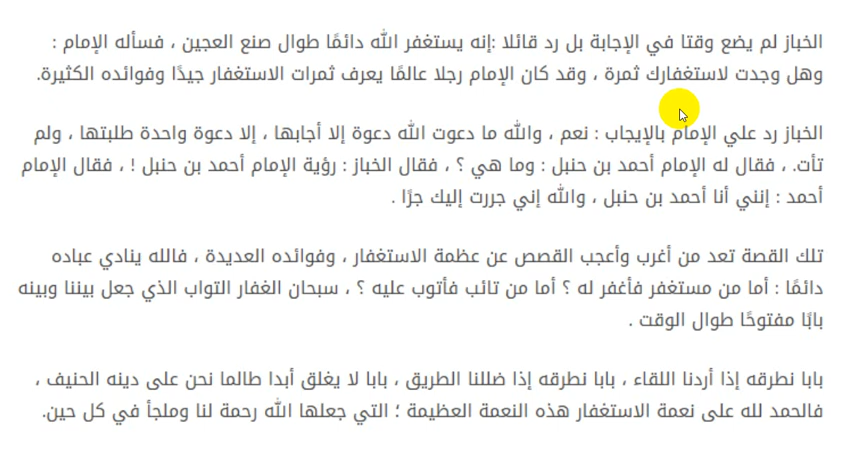 الخباز لم يضع وقتا في الإجابة بل رد قائلا :إنه يستغفر الله دائمًا طوال صنع العجين ، فسأله الإمام :
وهل وجدت لاستغفارك ثمرة ، وقد كان الإمام رجلا عالمًا يعرف ثمرات الاستغفار جيدًا وفوائده الكثيرة.
الخباز رد علي الإمام بالإيجاب : نعم ، والله ما دعوت الله دعوة إلا أجابها ، إلا دعوة واحدة طلبتها ، ولم
تأت. ، فقال له الإمام أحمد بن حنبل : وما هي ؟ ، فقال الخباز : رؤية الإمام أحمد بن حنبل ! ، فقال الإمام
أحمد : إنني أنا أحمد بن حنبل ، والله إني جررت إليك جرًا .
تلك القصة تعد من أغرب وأعجب القصص عن عظمة الاستغفار ، وفوائده العديدة ، فالله ينادي عباده
دائمًا : أما من مستغفر فأغفر له ؟ أما من تائب فأتوب عليه ؟ ، سبحان الغفار التواب الذي جعل بيننا وبينه
بابًا مفتوحًا طوال الوقت .
بابا نطرقه إذا أردنا اللقاء ، بابا نطرقه إذا ضللنا الطريق ، بابا لا يغلق أبدا طالما نحن على دينه الحنيف ،
فالحمد لله على نعمة الاستغفار هذه النعمة العظيمة ؛ التي جعلها الله رحمة لنا وملجأ في كل حين.